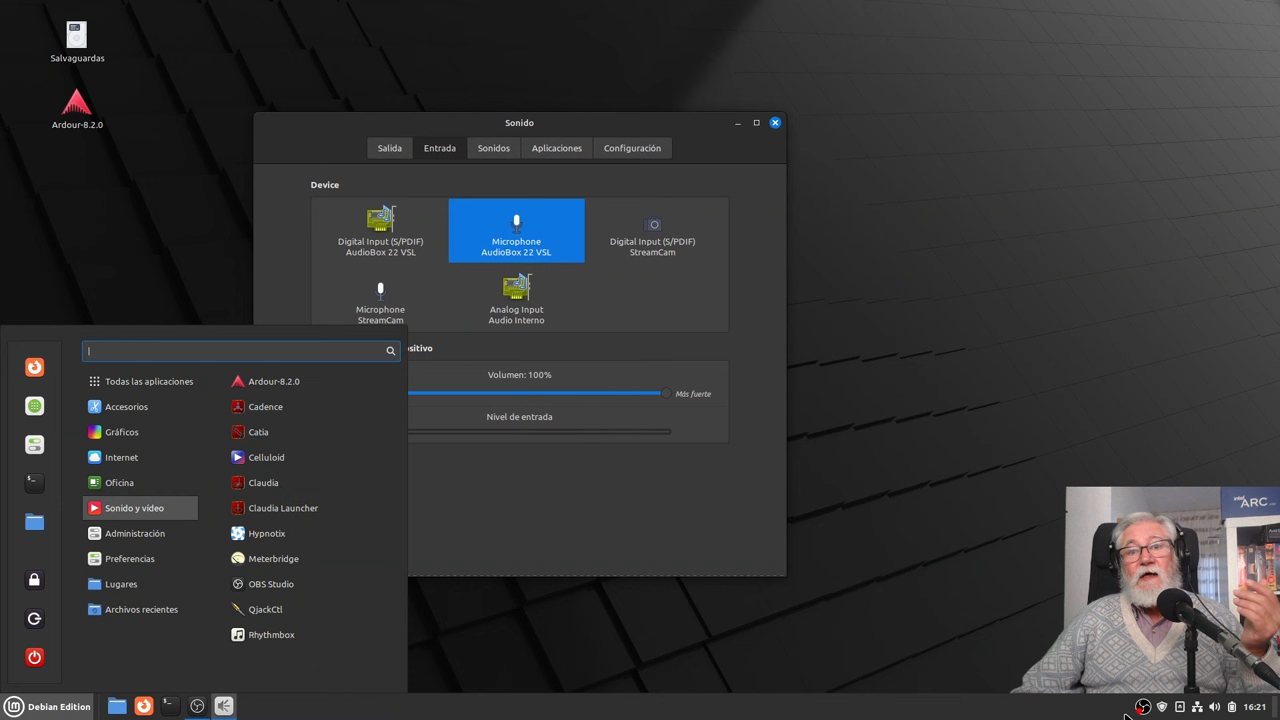 Salvaguardas
Ardour-8.2.0
Sonido
Salida
Entrada
Sonidos
Aplicaciones
Configuración
Device
Digital Input (S/PDIF)
AudioBox 22 VSL
Microphone
AudioBox 22 VSL
Digital Input (S/PDIF)
StreamCam
Microphone
StreamCam
Analog Input
Audio Interno
ositivo
Volumen: 100%
Más fuerte
Nivel de entrada
Todas las aplicaciones
Accesorios
Gráficos
Internet
Oficina
Sonido y vídeo
Administración
Preferencias
Lugares
Archivos recientes
Ardour-8.2.0
Cadence
Catia
Celluloid
Claudia
Claudia Launcher
Hypnotix
Meterbridge
OBS Studio
QjackCtl
Rhythmbox
intel
ARC
Debian Edition
16:21